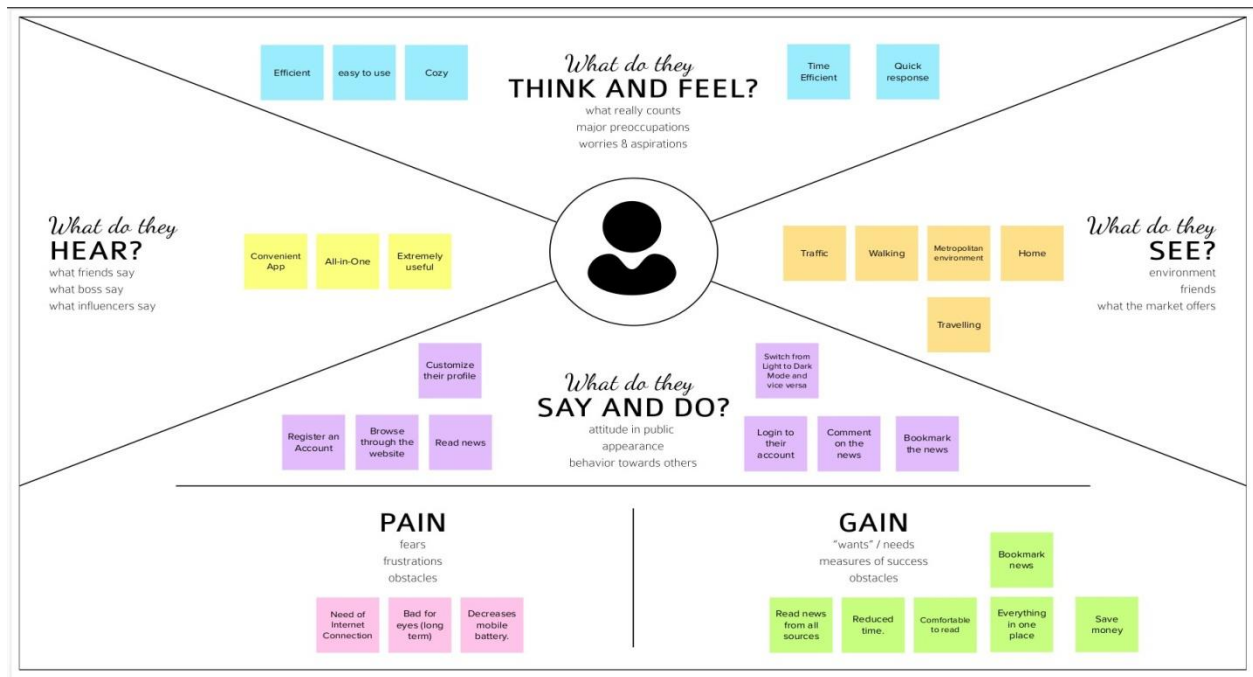 Efficient
easy to use
Cozy
What do they
THINK AND FEEL?
what really counts
major preoccupations
worries & aspirations
Time
Efficient
Quick
response
What do they
HEAR?
what friends say
what boss say
what influencers say
Convenient
App
All-in-One
Extremely
useful
Traffic
Walking
Metropolitan
environment
Home
Travelling
What do they
SEE?
environment
friends
what the market offers
Customize
their profile
Register an
Account
Browse
through the
website
Read news
What do they
SAY AND DO?
attitude in public
appearance
behavior towards others
Switch from
Light to Dark
Mode and
vice versa
Login to
their
account
Comment
on the
news
Bookmark
the news
PAIN
fears
frustrations
obstacles
Need of
Internet
Connection
Bad for
eyes (long
term)
Decreases
mobile
battery.
GAIN
"wants" / needs
measures of success
obstacles
Bookmark
news
Read news
from all
sources
Reduced
time.
Comfortable
to read
Everything
in one
place
Save
money